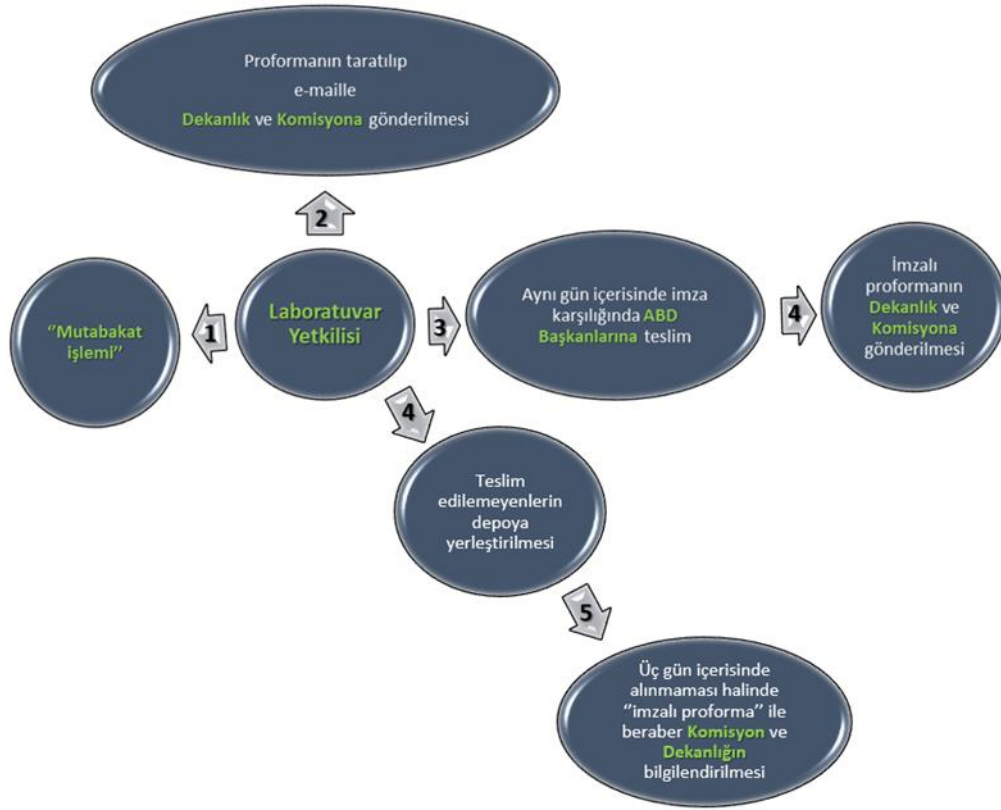 Proformanın taratılıp
e-maille
Dekanlık ve Komisyona gönderilmesi
2
‘’Mutabakat
işlemi’’
1
Laboratuvar
Yetkilisi
3
Aynı gün içerisinde imza
karşılığında ABD
Başkanlarına teslim
4
İmzalı
proformanın
Dekanlık ve
Komisyona
gönderilmesi
4
Teslim
edilemeyenlerin
depoya
yerleştirilmesi
5
Üç gün içerisinde
alınmaması halinde
‘’imzalı proforma’’ ile
beraber Komisyon ve
Dekanlığın
bilgilendirilmesi